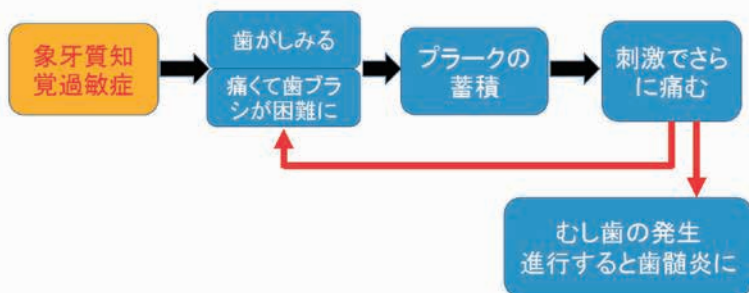 象牙質知
覚過敏症
歯がしみる
痛くて歯ブラ
シが困難に
プラークの
蓄積
刺激でさら
に痛む
むし歯の発生
進行すると歯髄炎に